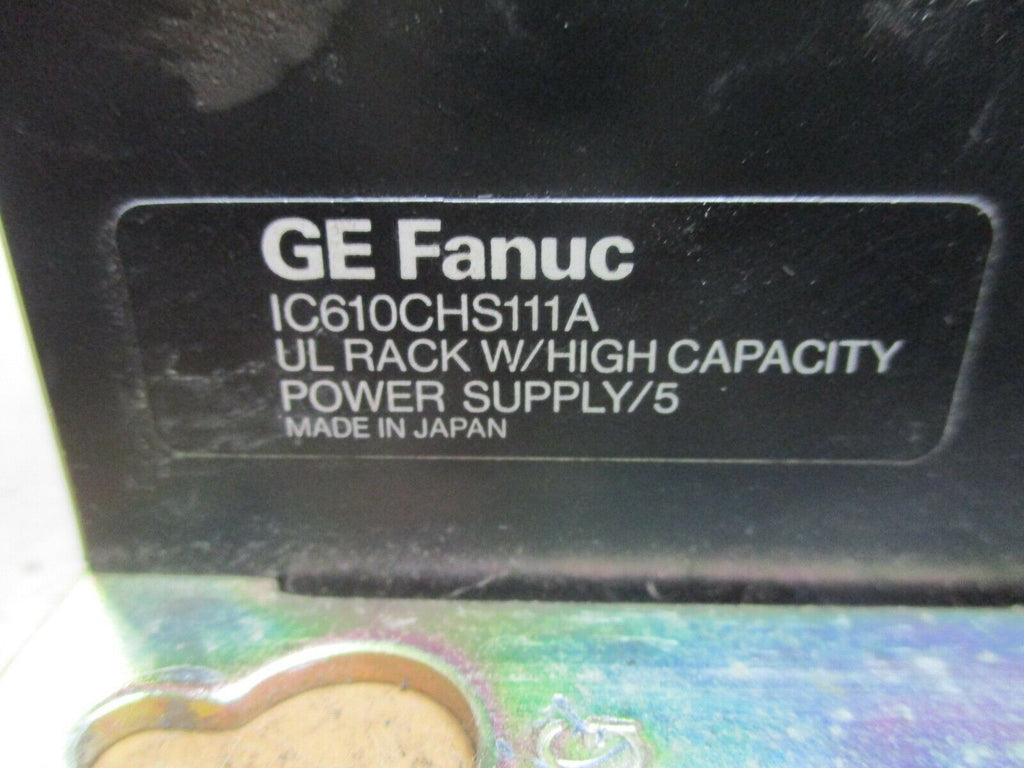 GE Fanuc
IC610CHS111A
UL RACK W/HIGH CAPACITY
POWER SUPPLY/5
MADE IN JAPAN